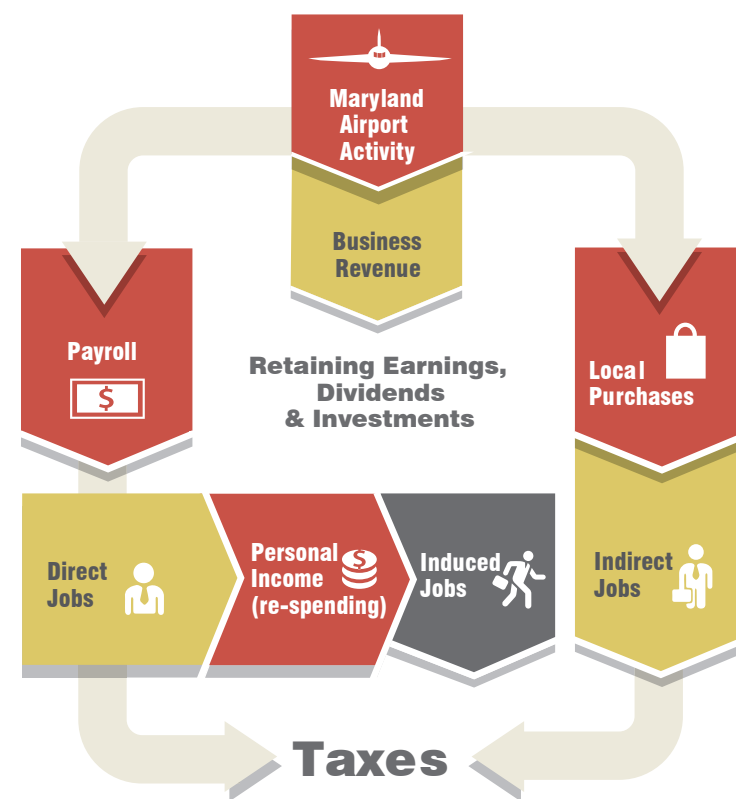 Maryland
Airport
Activity
Business
Revenue
Payroll
$
Retaining Earnings,
Dividends
& Investments
Local
Purchases
Direct
Jobs
Personal
Income
(re-spending)
$
Induced
Jobs
Indirect
Jobs
Taxes